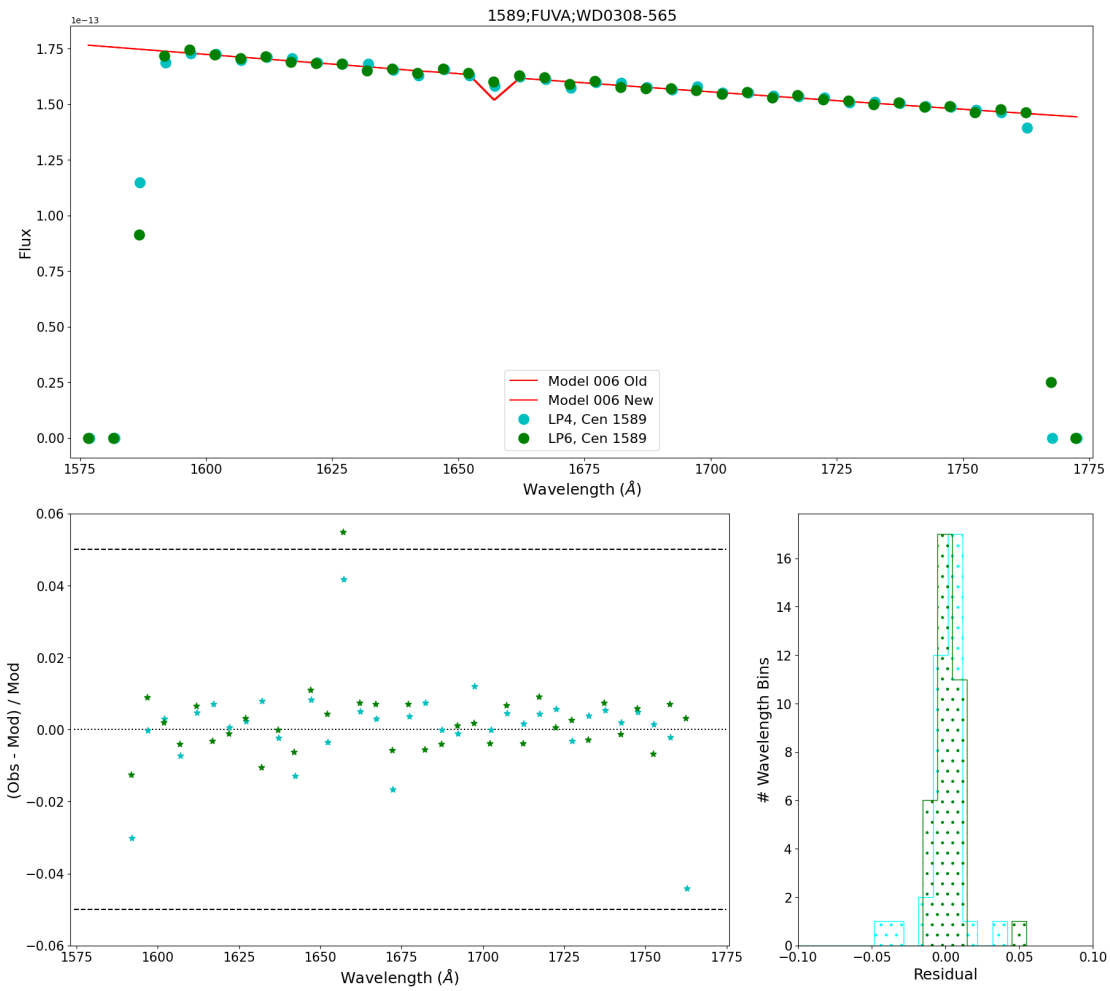 1589;FUVA;WD0308-565
1e−13
1.75
1.50
1.25
1.00
0.75
0.50
0.25
0.00
Flux
Model 006 Old
Model 006 New
LP4, Cen 1589
LP6, Cen 1589
1575 1600 1625 1650 1675 1700 1725 1750 1775
Wavelength (Å)
0.06
0.04
0.02
0.00
−0.02
−0.04
−0.06
(Obs - Mod) / Mod
1575 1600 1625 1650 1675 1700 1725 1750 1775
Wavelength (Å)
16
14
12
10
8
6
4
2
0
# Wavelength Bins
−0.10 −0.05 0.00 0.05 0.10
Residual